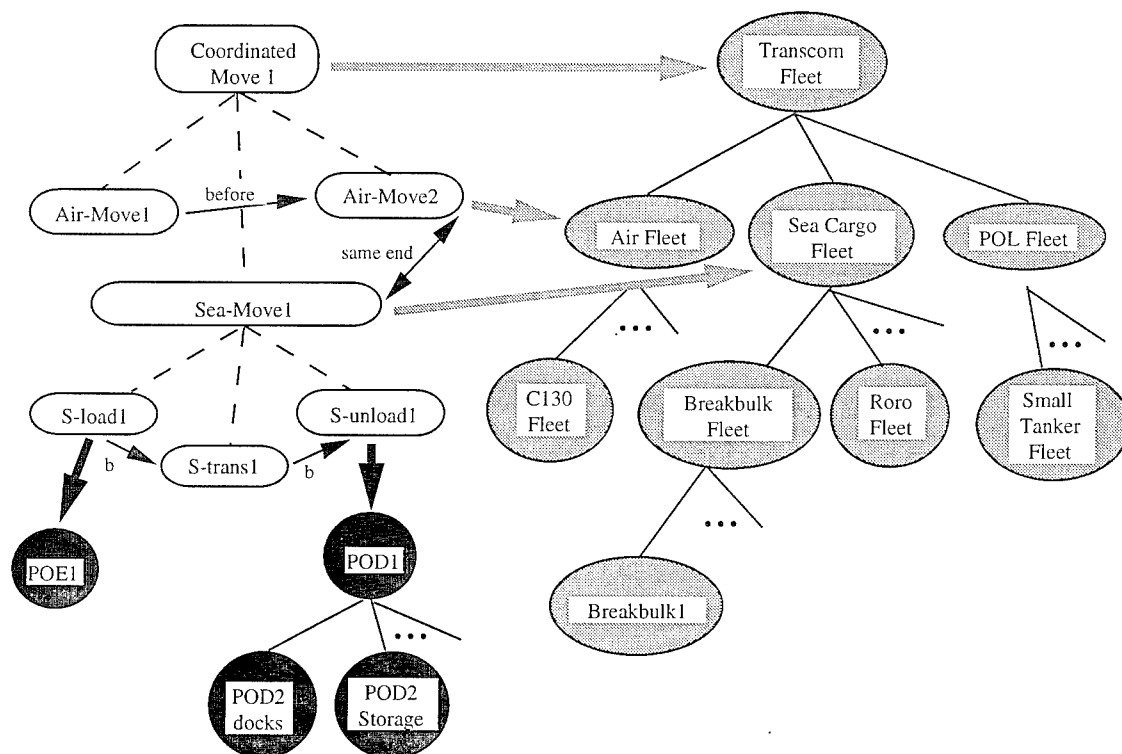 Coordinated
Move 1
Transcom
Fleet
Air-Move1
before
Air-Move2
Air Fleet
Sea Cargo
Fleet
POL Fleet
same end
Sea-Move1
...
...
...
S-load1
S-unload1
b
S-trans1
b
C130
Fleet
Breakbulk
Fleet
Roro
Fleet
Small
Tanker
Fleet
...
POE1
POD1
Breakbulk1
...
POD2
docks
POD2
Storage